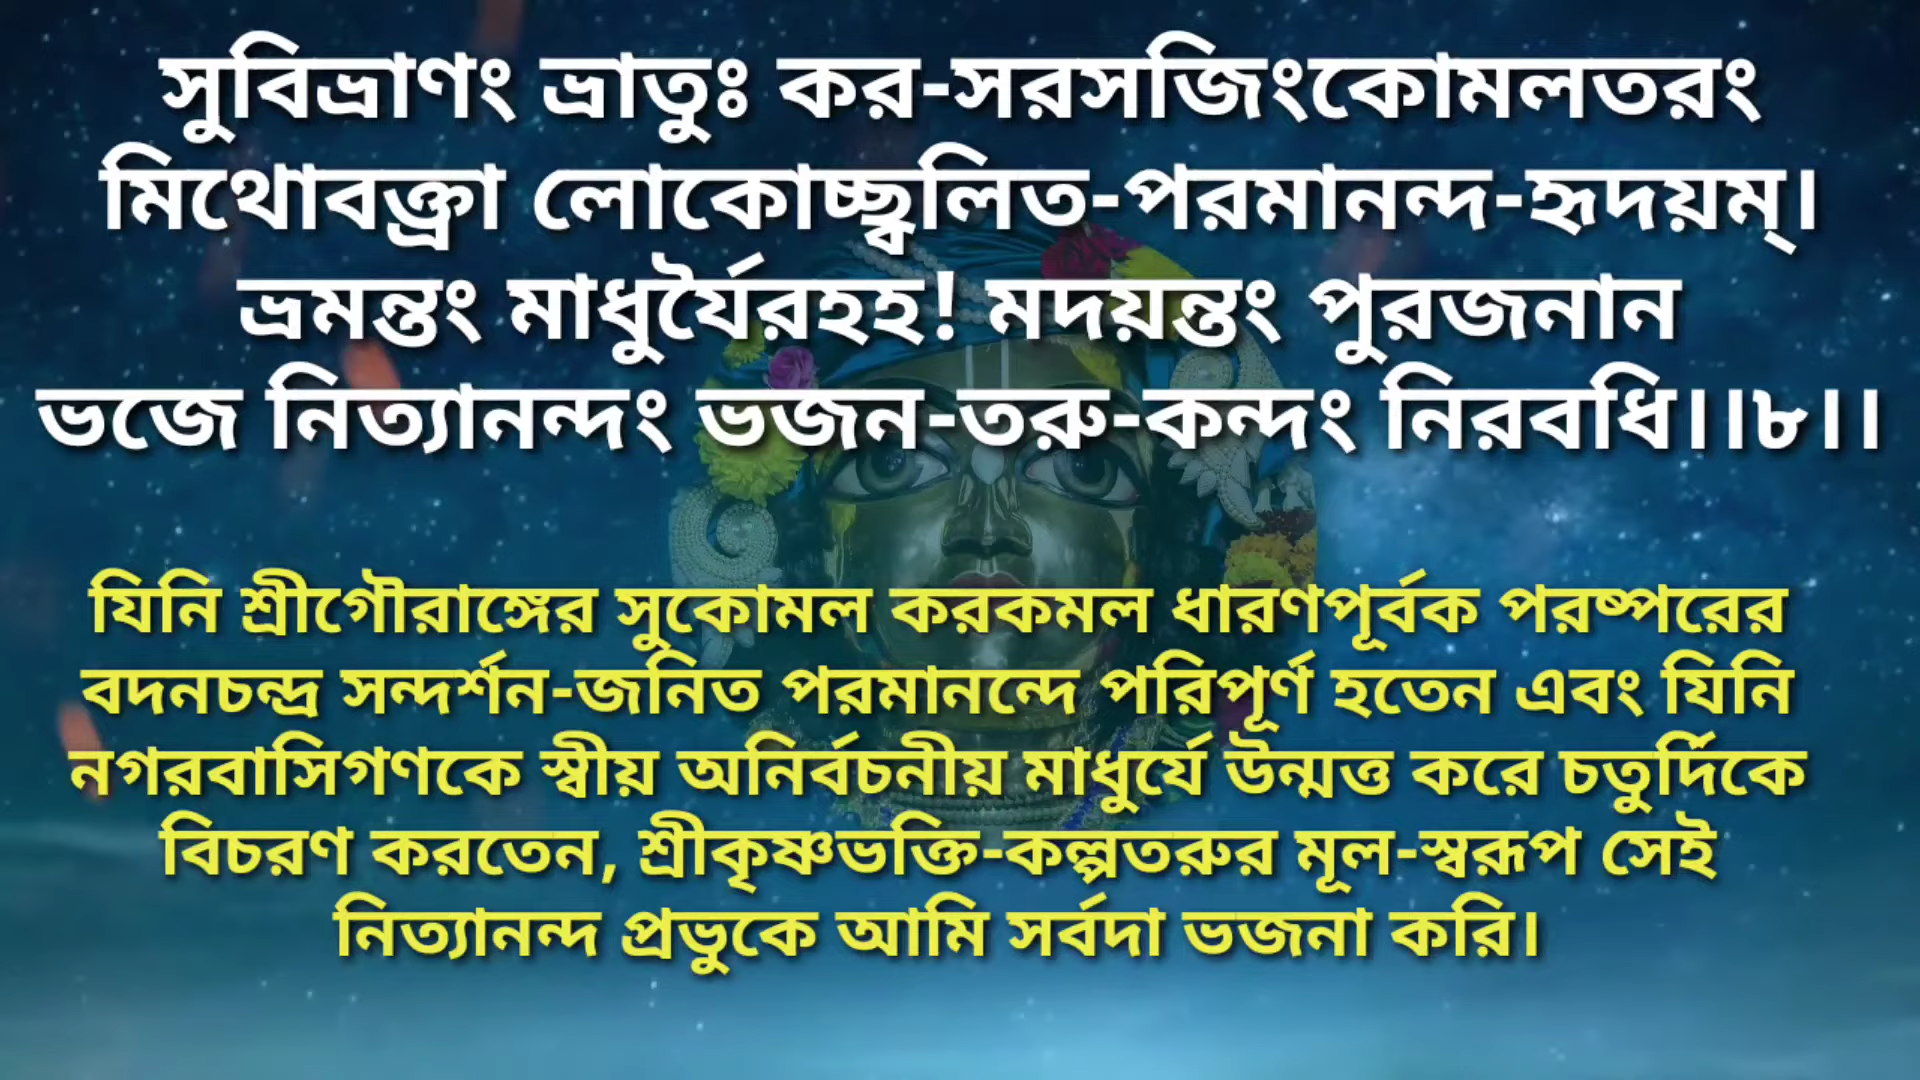 সুবিভ্রাণং ভ্রাতুঃ কর-সরসজিংকোমলতরং
মিথোবক্ত্রা লোকোচ্ছ্বলিত-পরমানন্দ-হৃদয়ম্।
ভ্রমন্তং মাধুর্যৈরহহ! মদয়ন্তং পুরজনান
ভজে নিত্যানন্দং ভজন-তরু-কন্দং নিরবধি।।৮।।
যিনি শ্রীগৌরাঙ্গের সুকোমল করকমল ধারণপূর্বক পরষ্পরের
বদনচন্দ্র সন্দর্শন-জনিত পরমানন্দে পরিপূর্ণ হতেন এবং যিনি
নগরবাসিগণকে স্বীয় অনির্বচনীয় মাধুর্যে উন্মত্ত করে চতুর্দিকে
বিচরণ করতেন, শ্রীকৃষ্ণভক্তি-কল্পতরুর মূল-স্বরূপ সেই
নিত্যানন্দ প্রভুকে আমি সর্বদা ভজনা করি।